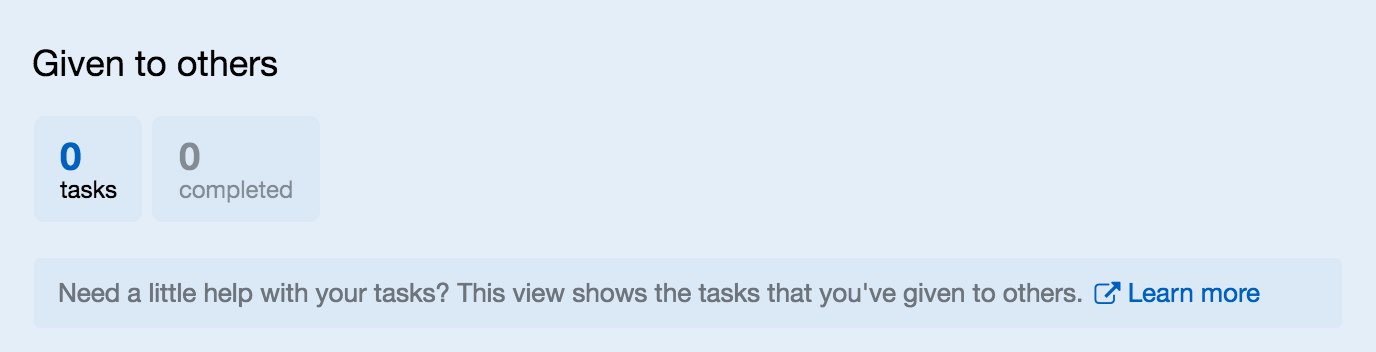 Given to others
0 0
tasks completed
Need a little help with your tasks? This view shows the tasks that you've given to others. Learn more